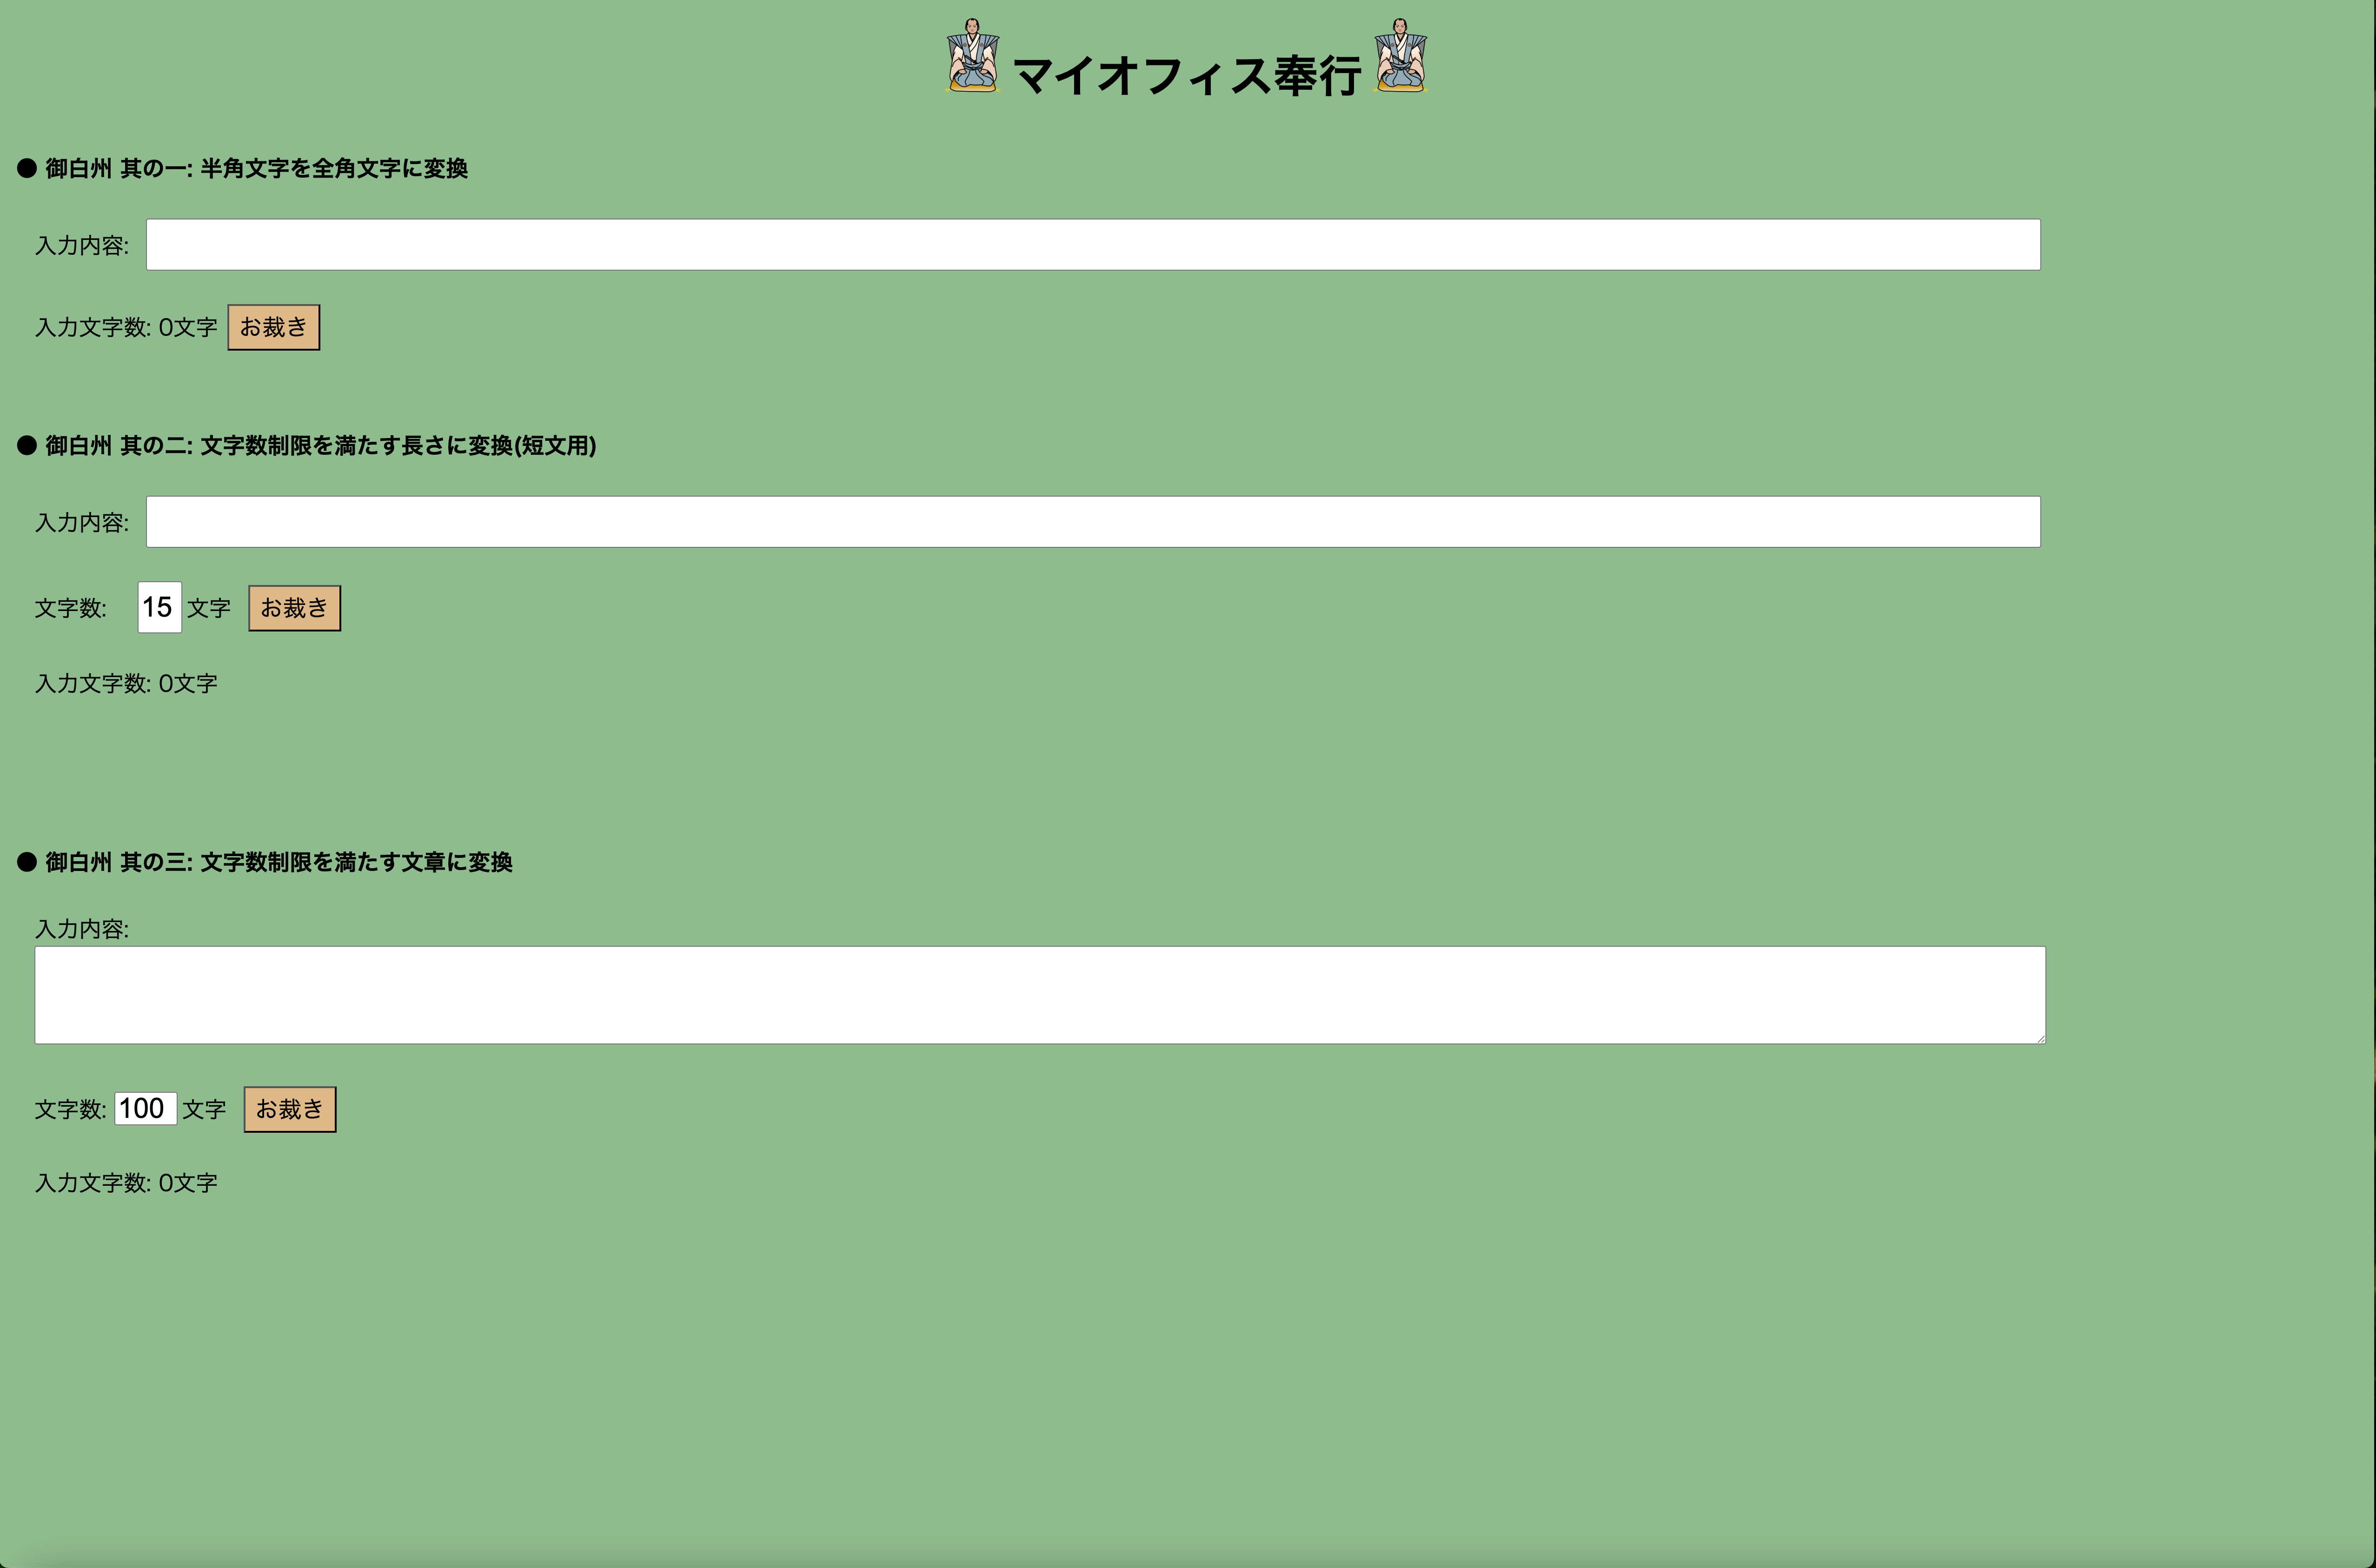 マイオフィス奉行
● 御白州 其の一: 半角文字を全角文字に変換
入力内容:
入力文字数: 0文字 お裁き
● 御白州 其の二: 文字数制限を満たす長さに変換(短文用)
入力内容:
文字数: 15 文字 お裁き
入力文字数: 0文字
● 御白州 其の三: 文字数制限を満たす文章に変換
入力内容:
文字数: 100 文字 お裁き
入力文字数: 0文字